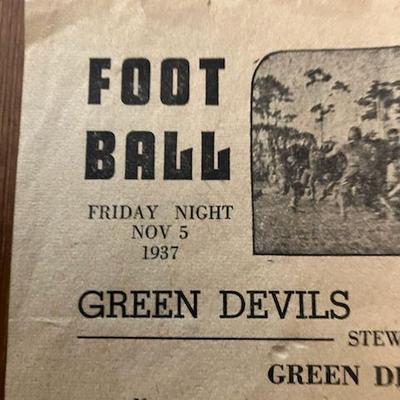 FOOT
BALL
FRIDAY NIGHT
NOV 5
1937
GREEN DEVILS
STEW
GREEN